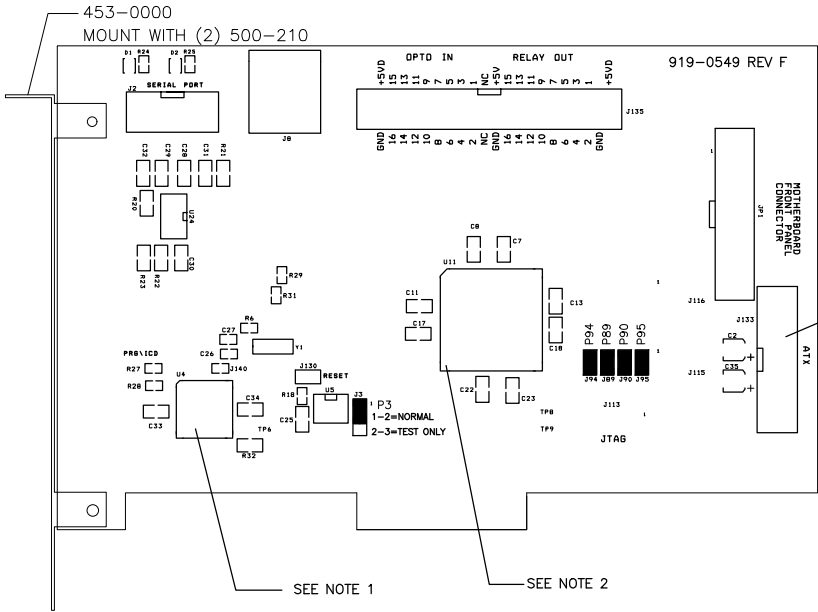 453-0000
MOUNT WITH (2) 500-210
919-0549 REV F
D1 R24 D2 R25
J2 SERIAL PORT
J8
OPTO IN RELAY OUT
+5VD 15 13 11 9 7 5 3 1 NC +5V 15 13 11 9 7 5 3 1 +5VD
J135
GND 16 14 12 10 8 6 4 2 NC GND 16 14 12 10 8 6 4 2 GND
C32 C29 C28 C31 R21
R20
U24
R23 R22 C30
1
JP1
MOTHERBOARD
FRONT PANEL
CONNECTOR
C8 C7
U11
R29
R31
C11
C13
1
J116
R6
C17
C18
J133
C27
Y1
C26
P94 P89 P90 P95
1
C2
+
ATX
PRG\ICD
R27
J140
J130
RESET
J115
C35
+
R28
U4
J94 J89 J90 J95
R18
U5
J3
C22
C23
1 P3
1-2=NORMAL
2-3=TEST ONLY
C34
C33
C25
TP6
R32
TP8
TP9
J113
1
JTAG
SEE NOTE 1
SEE NOTE 2